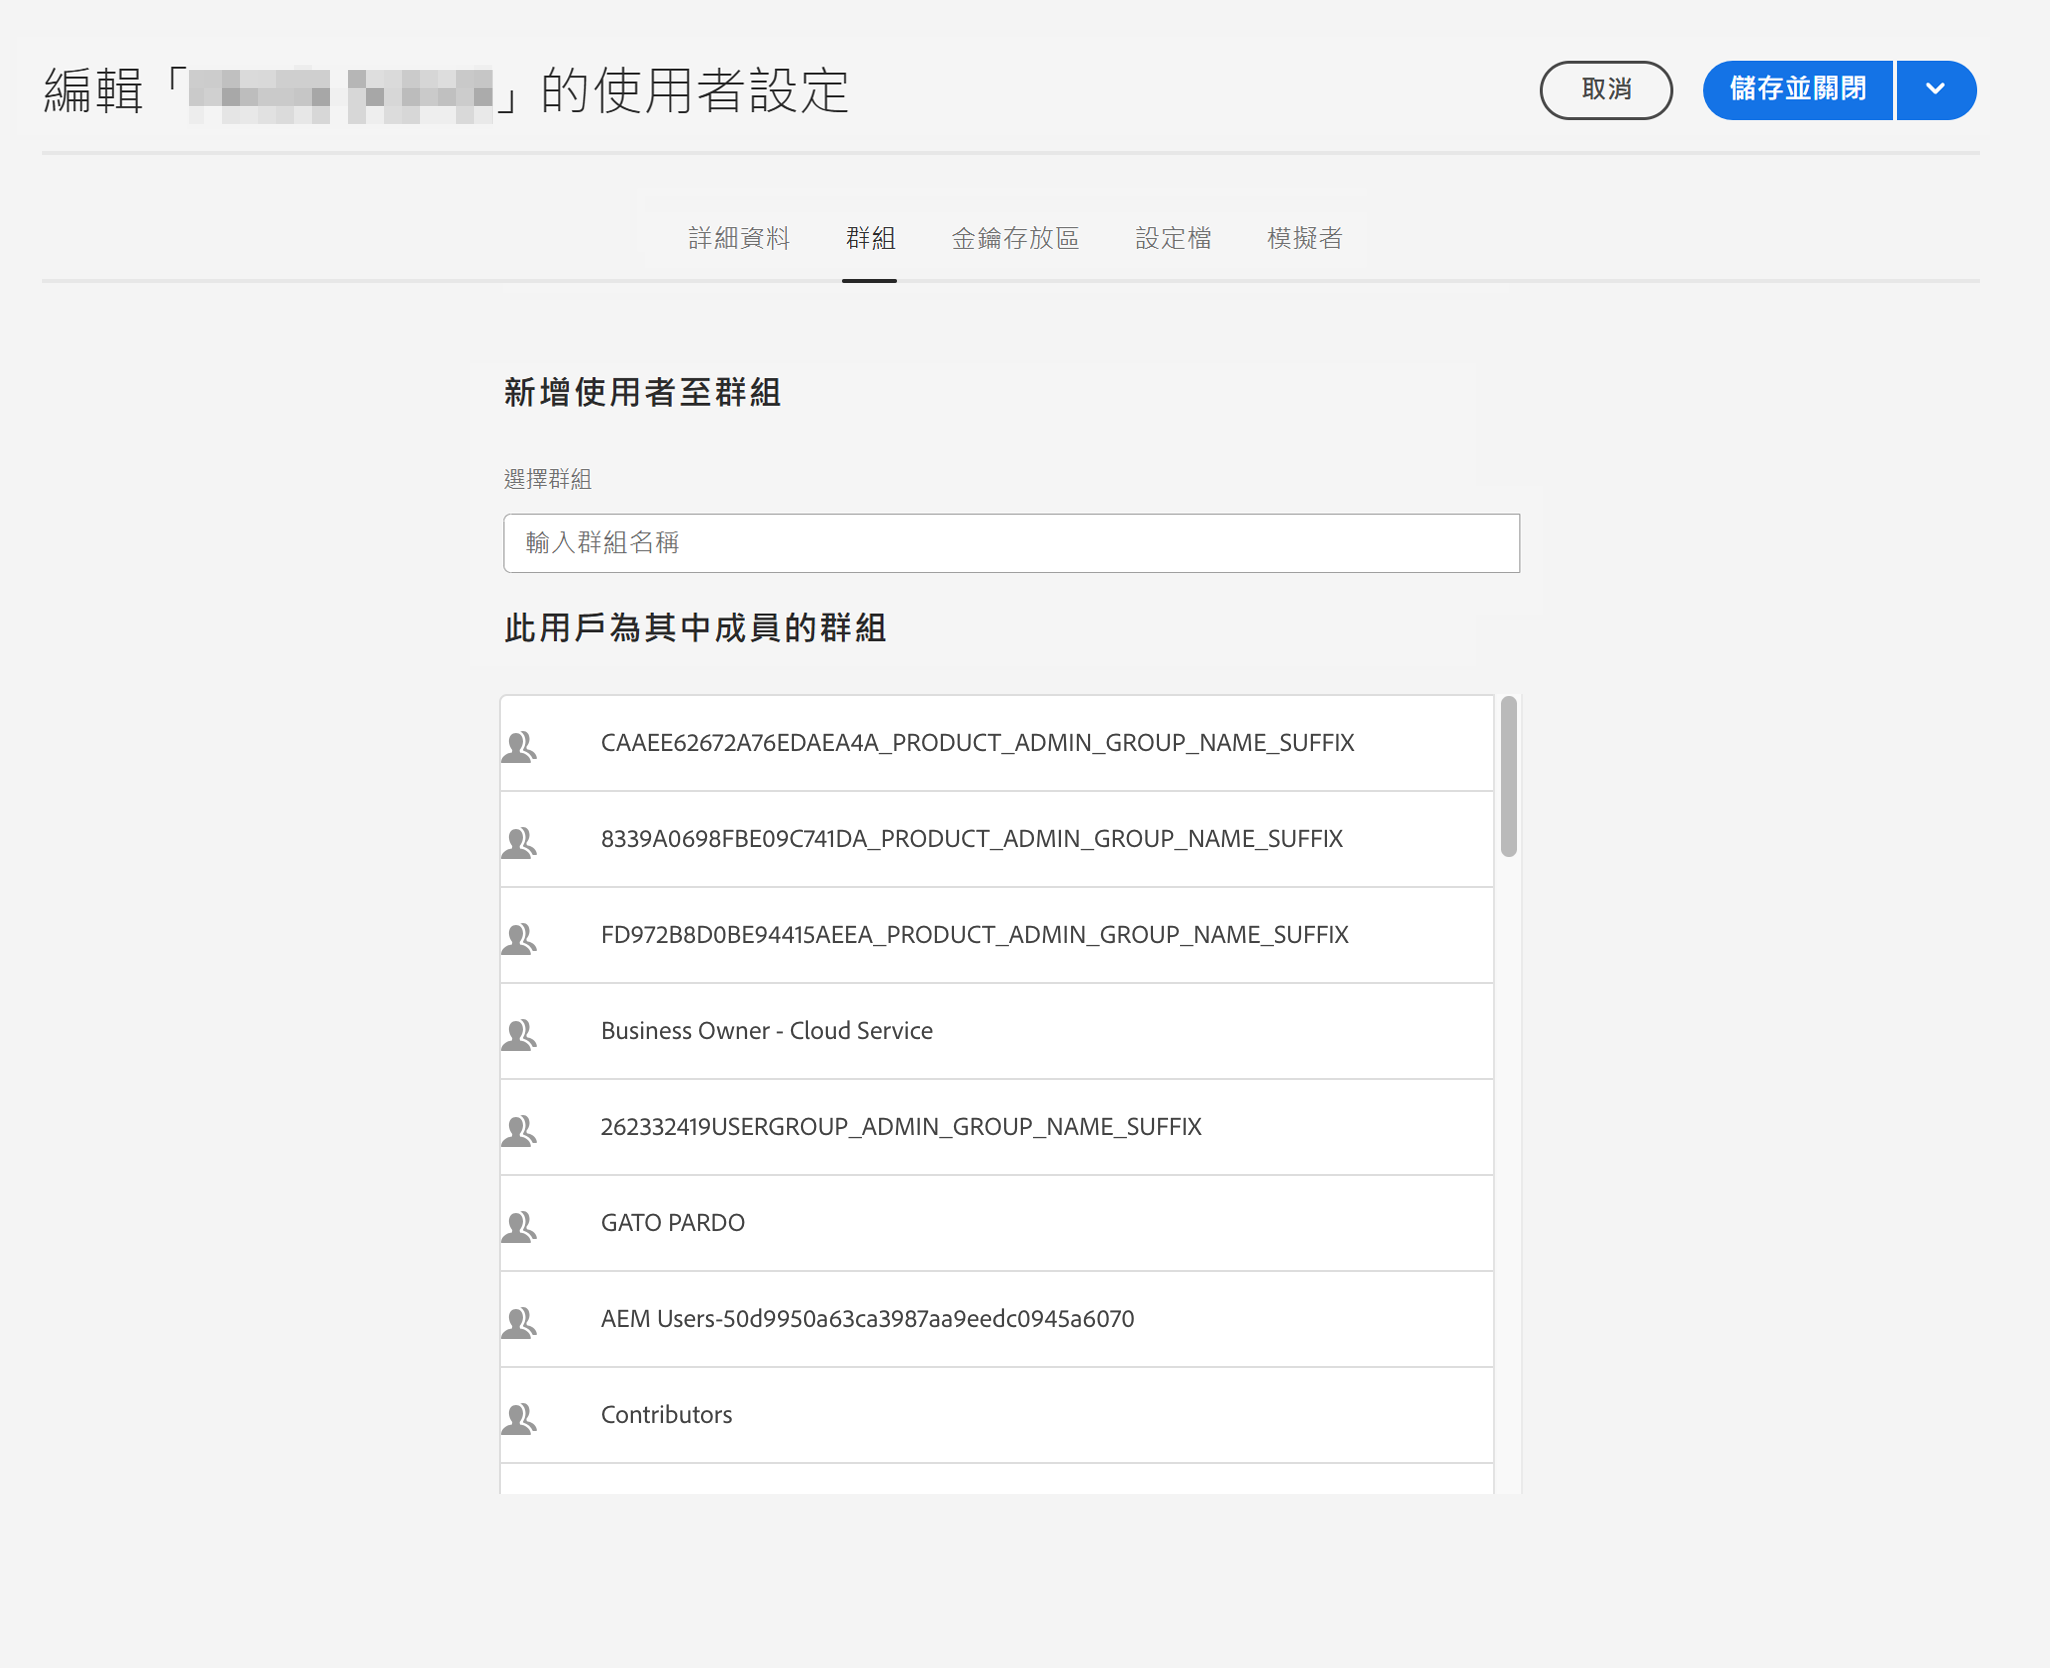 編輯「 」的使用者設定
取消
儲存並關閉
詳細資料 群組 金鑰存放區 設定檔 模擬者
新增使用者至群組
選擇群組
輸入群組名稱
此用戶為其中成員的群組
CAAEE62672A76EDAEA4A_PRODUCT_ADMIN_GROUP_NAME_SUFFIX
8339A0698FBE09C741DA_PRODUCT_ADMIN_GROUP_NAME_SUFFIX
FD972B8D0BE94415AEEA_PRODUCT_ADMIN_GROUP_NAME_SUFFIX
Business Owner - Cloud Service
262332419USERGROUP_ADMIN_GROUP_NAME_SUFFIX
GATO PARDO
AEM Users-50d9950a63ca3987aa9eedc0945a6070
Contributors